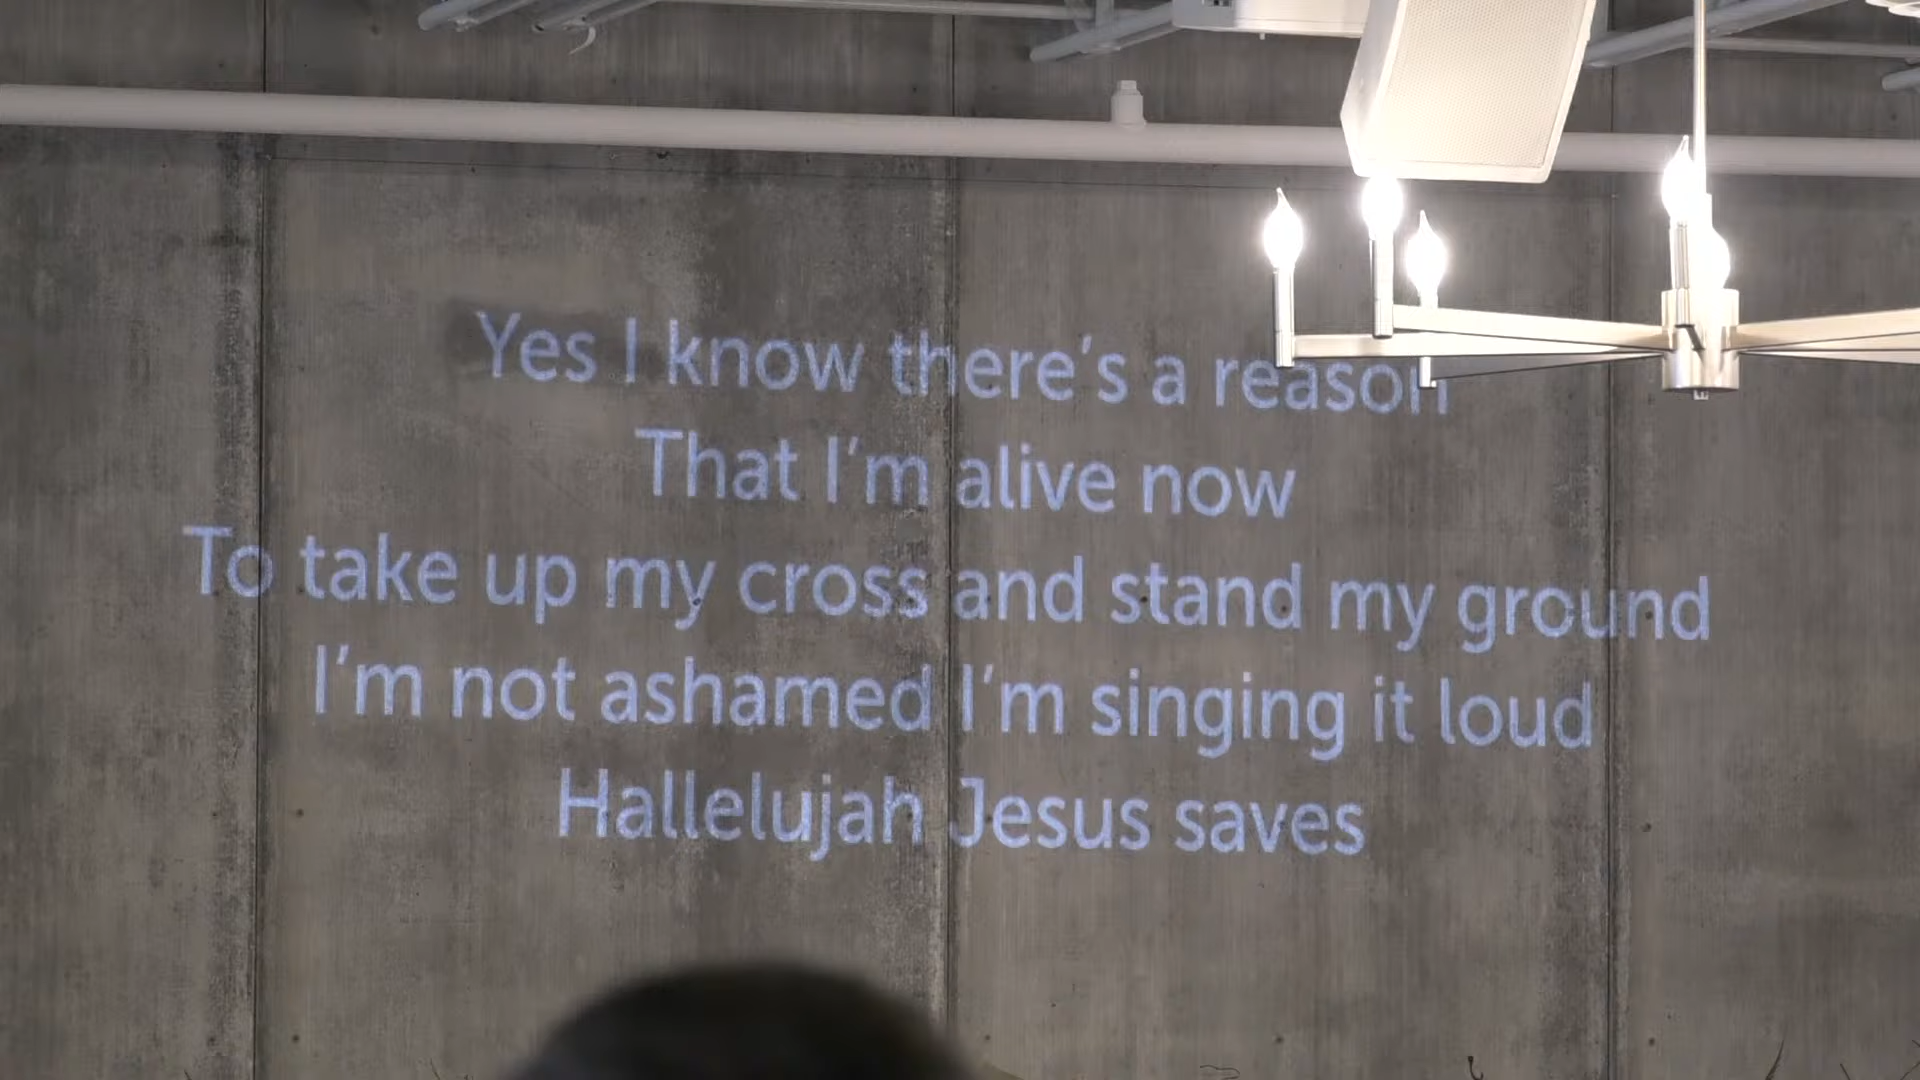 Yes I know there's a reason
That I'm alive now
To take up my cross and stand my ground
I'm not ashamed I'm singing it loud
Hallelujah Jesus saves